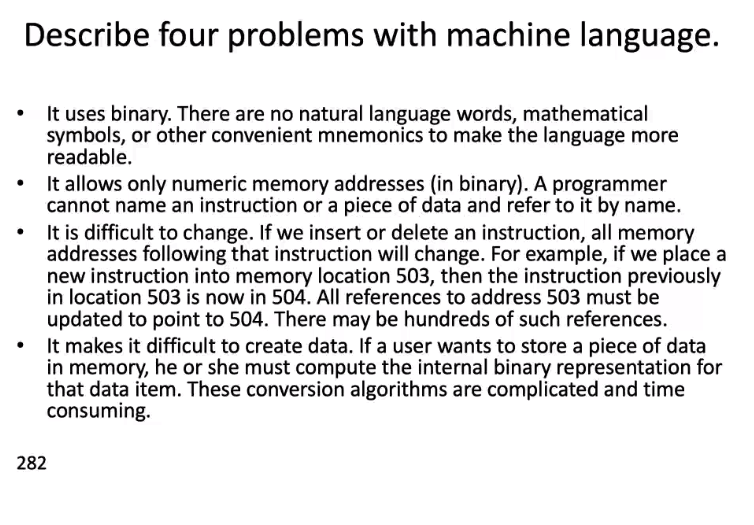 Describe four problems with machine language.
• It uses binary. There are no natural language words, mathematical
symbols, or other convenient mnemonics to make the language more
readable.
• It allows only numeric memory addresses (in binary). A programmer
cannot name an instruction or a piece of data and refer to it by name.
• It is difficult to change. If we insert or delete an instruction, all memory
addresses following that instruction will change. For example, if we place a
new instruction into memory location 503, then the instruction previously
in location 503 is now in 504. All references to address 503 must be
updated to point to 504. There may be hundreds of such references.
• It makes it difficult to create data. If a user wants to store a piece of data
in memory, he or she must compute the internal binary representation for
that data item. These conversion algorithms are complicated and time
consuming.
282